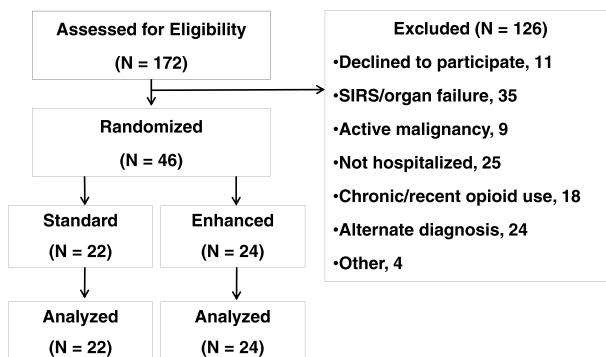 Assessed for Eligibility
(N = 172)
Excluded (N = 126)
•Declined to participate, 11
•SIRS/organ failure, 35
•Active malignancy, 9
•Not hospitalized, 25
•Chronic/recent opioid use, 18
•Alternate diagnosis, 24
•Other, 4
Randomized
(N = 46)
Standard
(N = 22)
Enhanced
(N = 24)
Analyzed
(N = 22)
Analyzed
(N = 24)